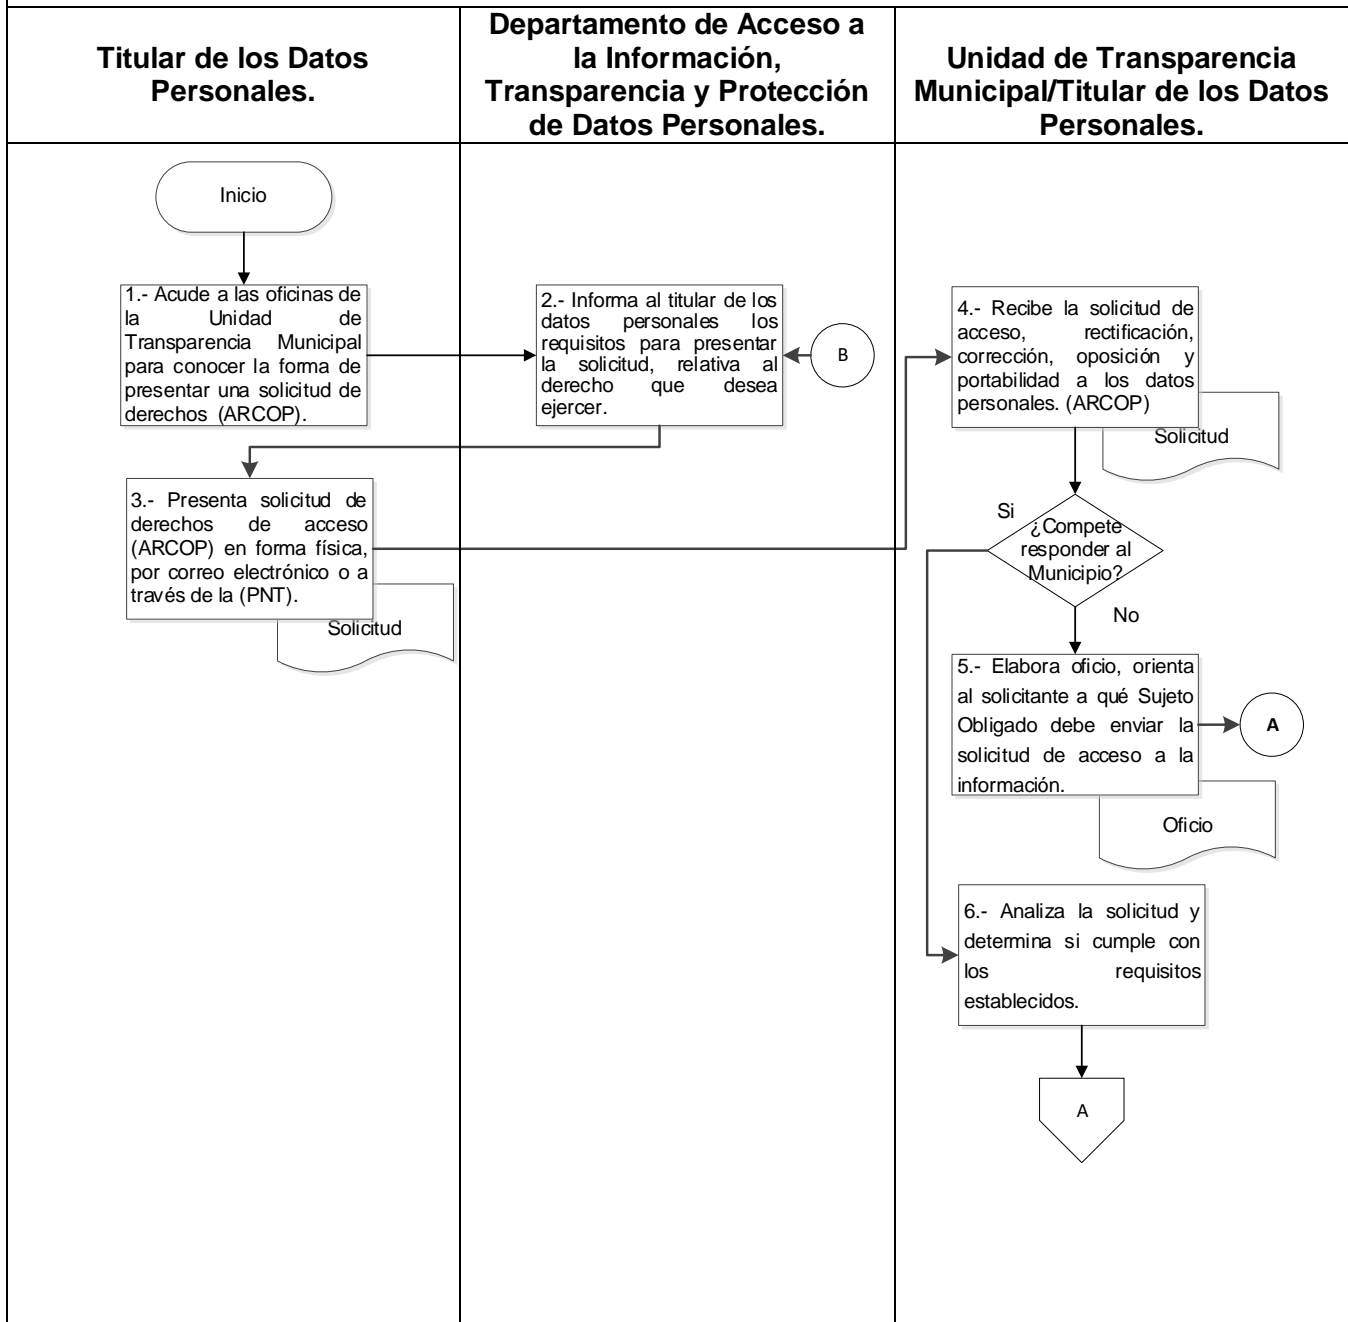 Titular de los Datos
Personales.
Departamento de Acceso a
la Información,
Transparencia y Protección
de Datos Personales.
Unidad de Transparencia
Municipal/Titular de los Datos
Personales.
Inicio
1.- Acude a las oficinas de
la Unidad de
Transparencia Municipal
para conocer la forma de
presentar una solicitud de
derechos (ARCOP).
2.- Informa al titular de los
datos personales los
requisitos para presentar
la solicitud, relativa al
derecho que desea
ejercer.
B
3.- Presenta solicitud de
derechos de acceso
(ARCOP) en forma física,
por correo electrónico o a
través de la (PNT).
Solicitud
4.- Recibe la solicitud de
acceso, rectificación,
corrección, oposición y
portabilidad a los datos
personales. (ARCOP)
Solicitud
Si
¿Compete
responder al
Municipio?
No
5.- Elabora oficio, orienta
al solicitante a qué Sujeto
Obligado debe enviar la
solicitud de acceso a la
información.
A
Oficio
6.- Analiza la solicitud y
determina si cumple con
los requisitos
establecidos.
A